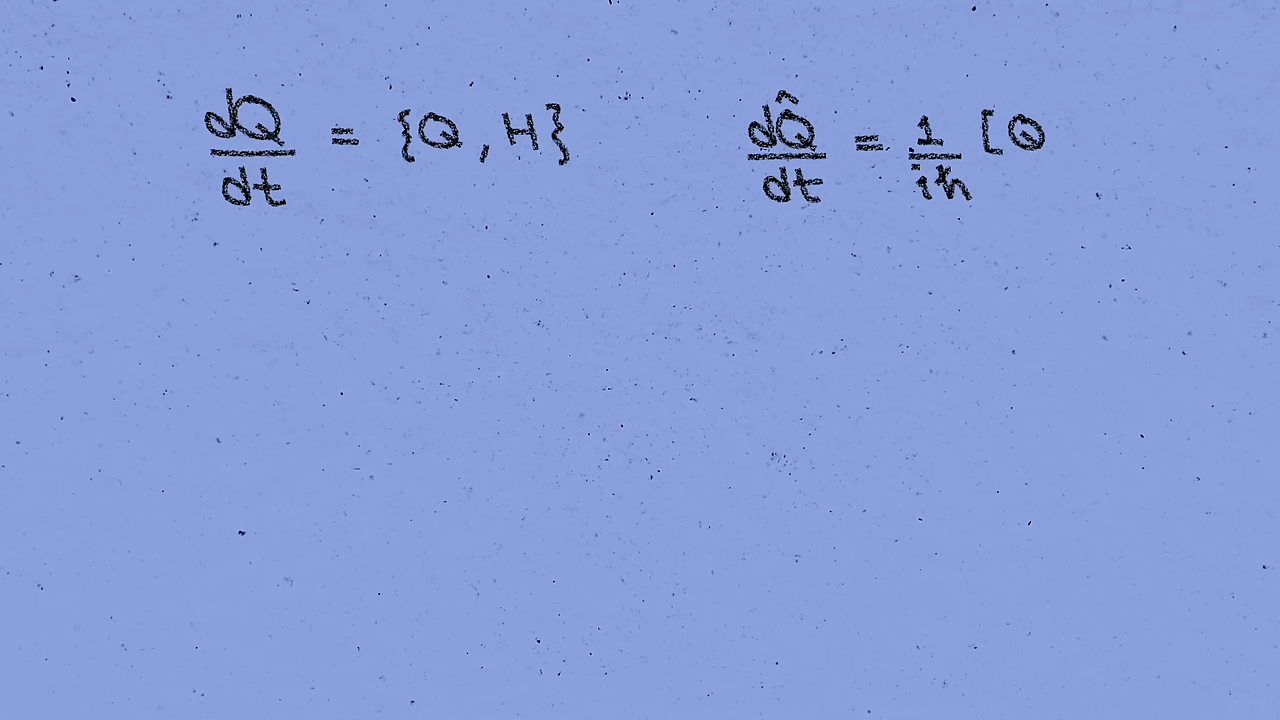 dQ/dt = {Q, H}
dQ̂/dt = 1/iℏ [Q